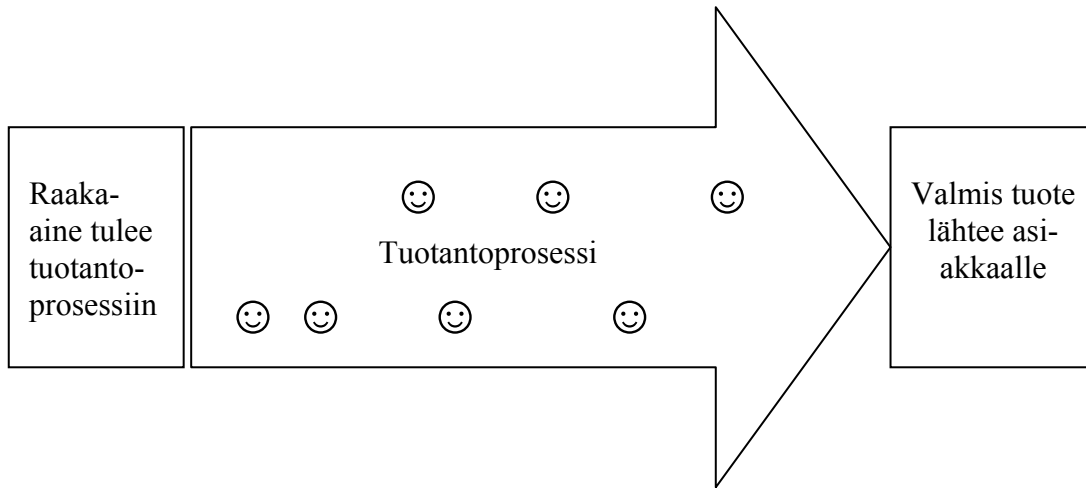 Raaka-
aine tulee
tuotanto-
prosessiin
Tuotantoprosessi
Valmis tuote
lähtee asi-
akkaalle